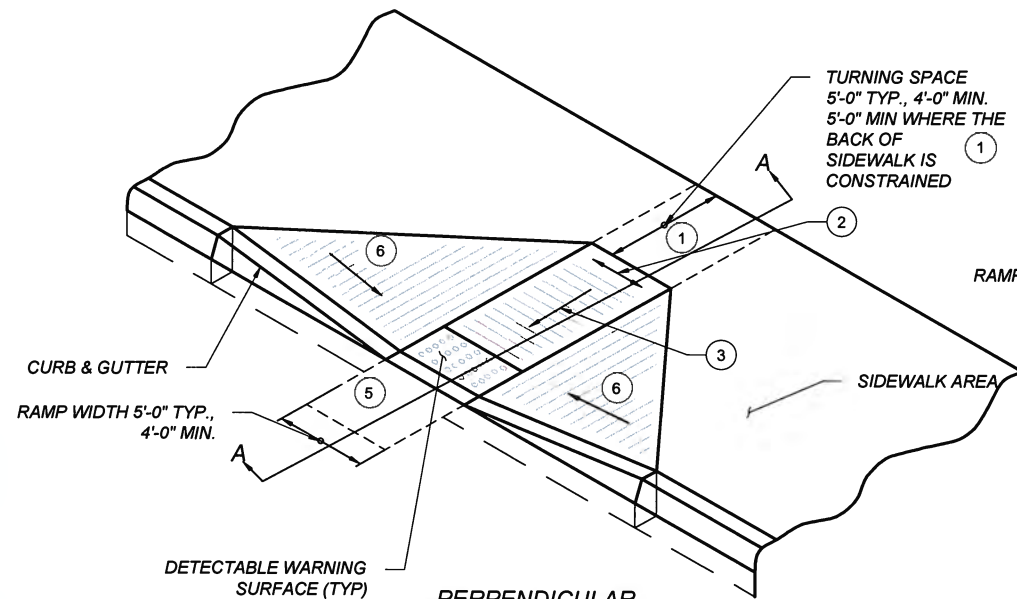 TURNING SPACE
5'-0" TYP., 4'-0" MIN.
5'-0" MIN WHERE THE
BACK OF
SIDEWALK IS
CONSTRAINED
1
A
2
6
1
RAMP
3
CURB & GUTTER
5
6
SIDEWALK AREA
RAMP WIDTH 5'-0" TYP.,
4'-0" MIN.
A
DETECTABLE WARNING
SURFACE (TYP)
PERPENDICULAR